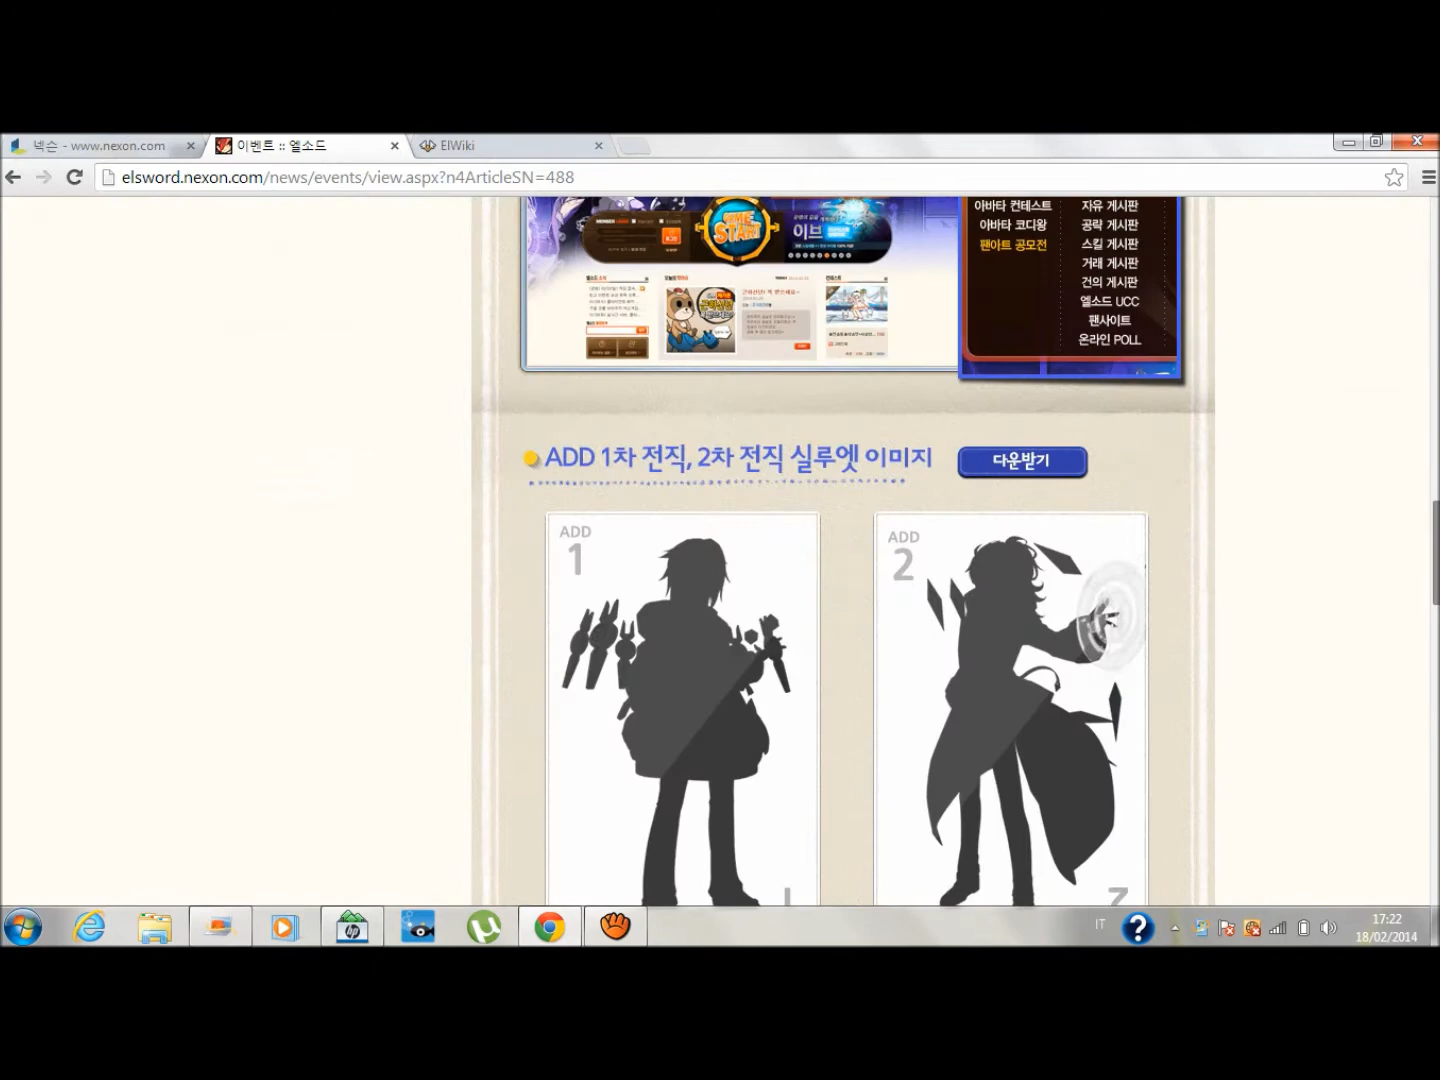 넥슨 - www.nexon.com
이벤트 :: 엘소드
ElWiki
elsword.nexon.com/news/events/view.aspx?n4ArticleSN=488
아바타 컨테스트
자유 게시판
아바타 코디왕
공략 게시판
팬아트 공모전
스킬 게시판
거래 게시판
건의 게시판
엘소드 UCC
팬사이트
온라인 POLL
GAME START!
이브
ADD 1차 전직, 2차 전직 실루엣 이미지
다운받기
ADD
1
ADD
2
IT
17:22
18/02/2014